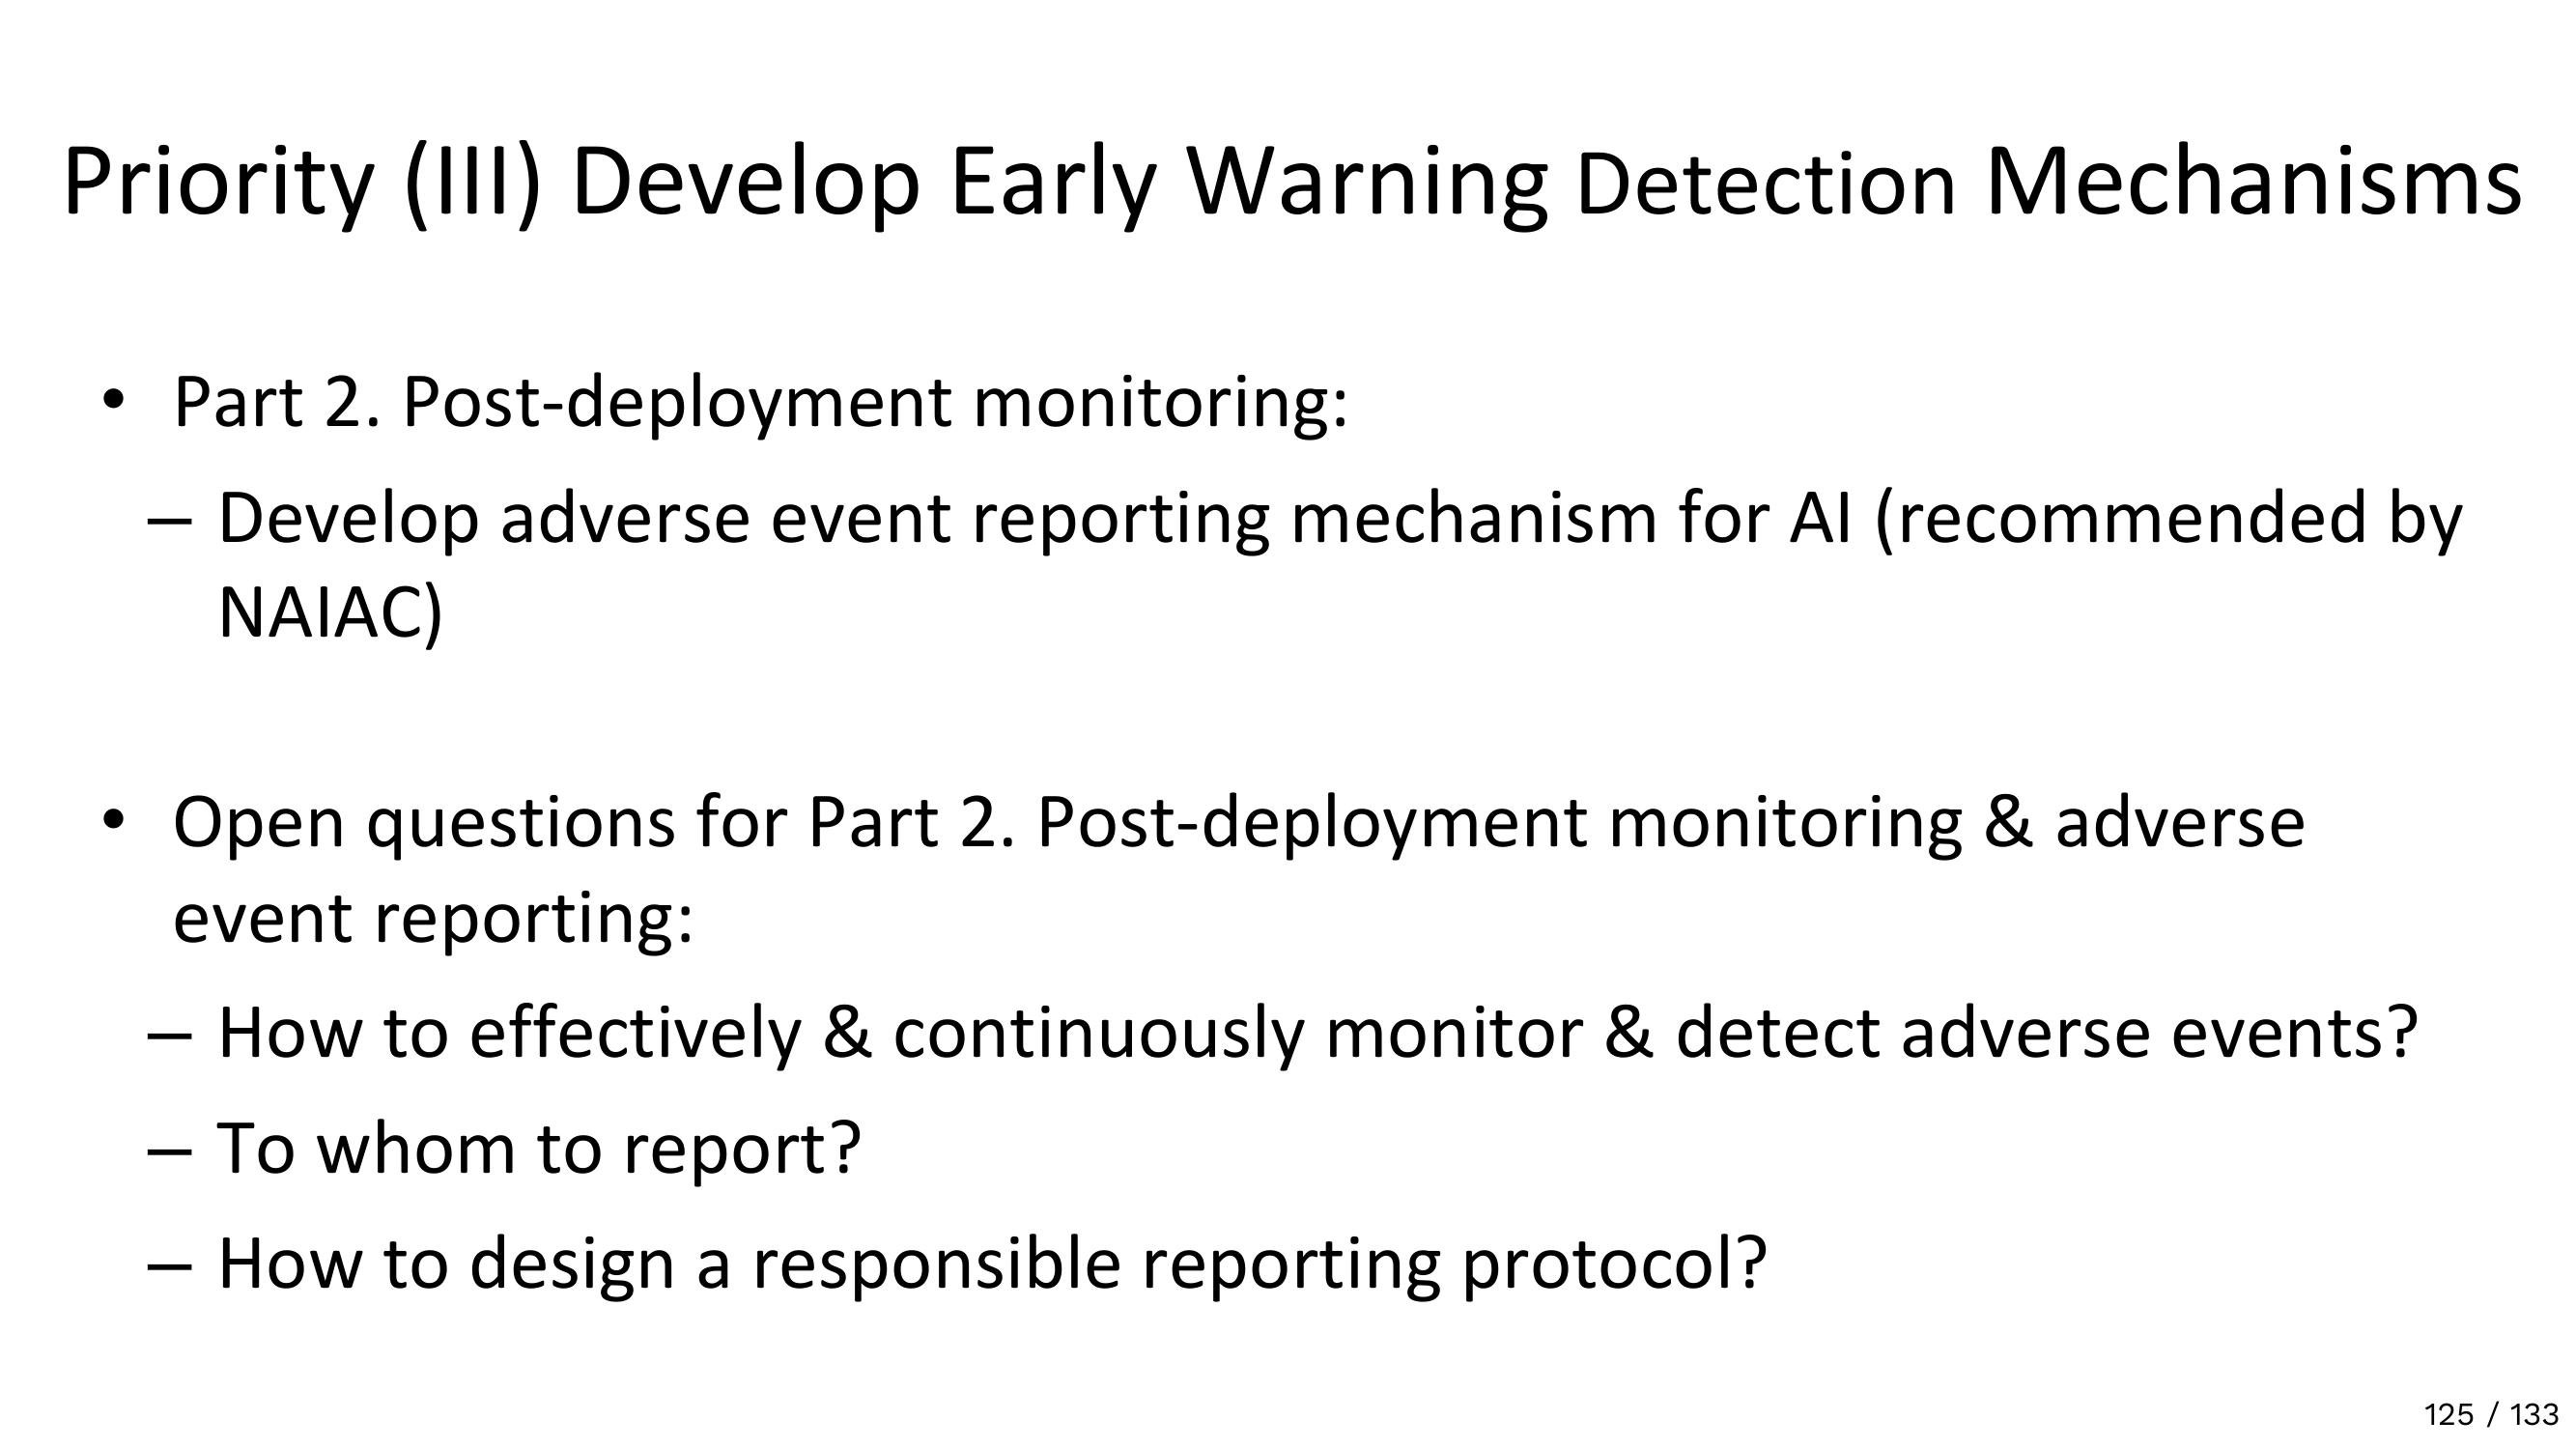 Priority (III) Develop Early Warning Detection Mechanisms
• Part 2. Post-deployment monitoring:
– Develop adverse event reporting mechanism for AI (recommended by
NAIAC)
• Open questions for Part 2. Post-deployment monitoring & adverse
event reporting:
– How to effectively & continuously monitor & detect adverse events?
– To whom to report?
– How to design a responsible reporting protocol?
125 / 133